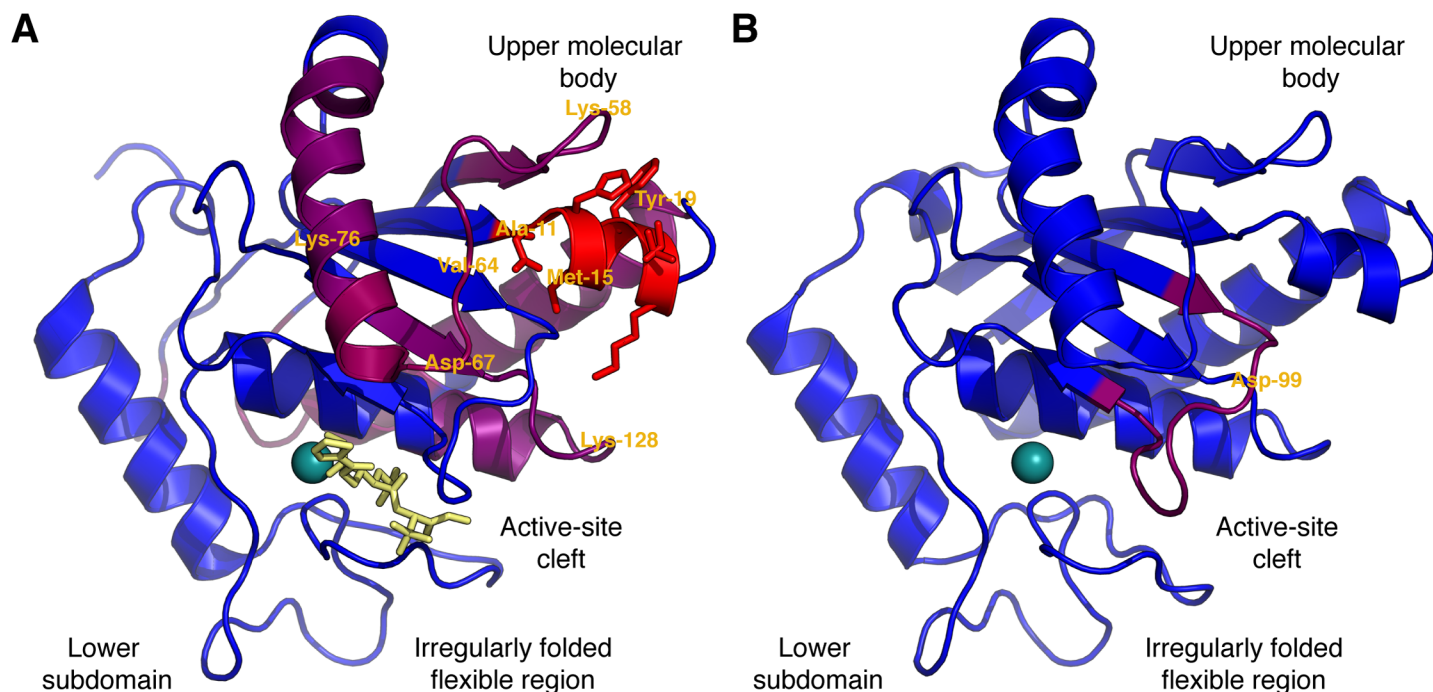 A
Upper molecular
body
Lys-58
Tyr-19
Ala-11
Lys-76
Val-64
Met-15
Asp-67
Lys-128
Active-site
cleft
Lower
subdomain
Irregularly folded
flexible region
B
Upper molecular
body
Asp-99
Active-site
cleft
Lower
subdomain
Irregularly folded
flexible region